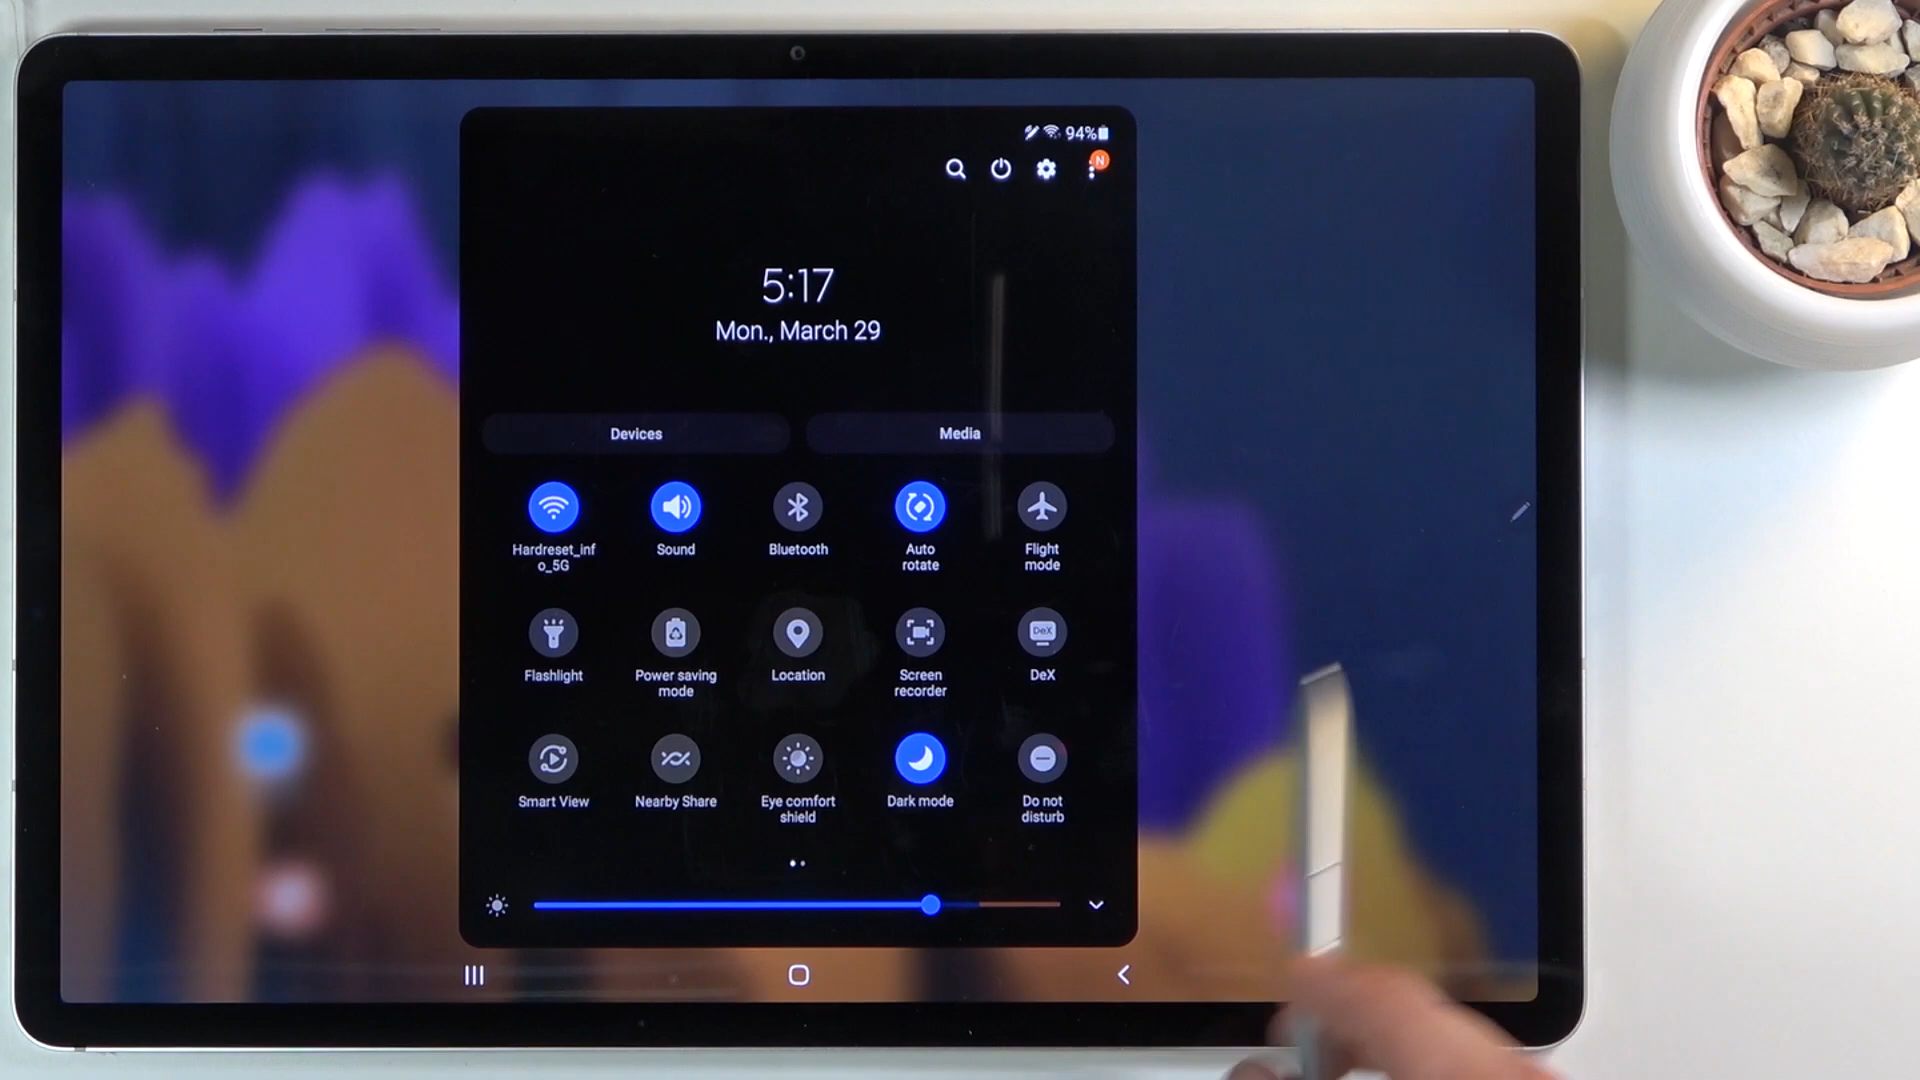 94%
N
5:17
Mon., March 29
Devices
Media
Hardreset_inf
o_5G
Sound
Bluetooth
Auto
rotate
Flight
mode
Flashlight
Power saving
mode
Location
Screen
recorder
DeX
DeX
Smart View
Nearby Share
Eye comfort
shield
Dark mode
Do not
disturb